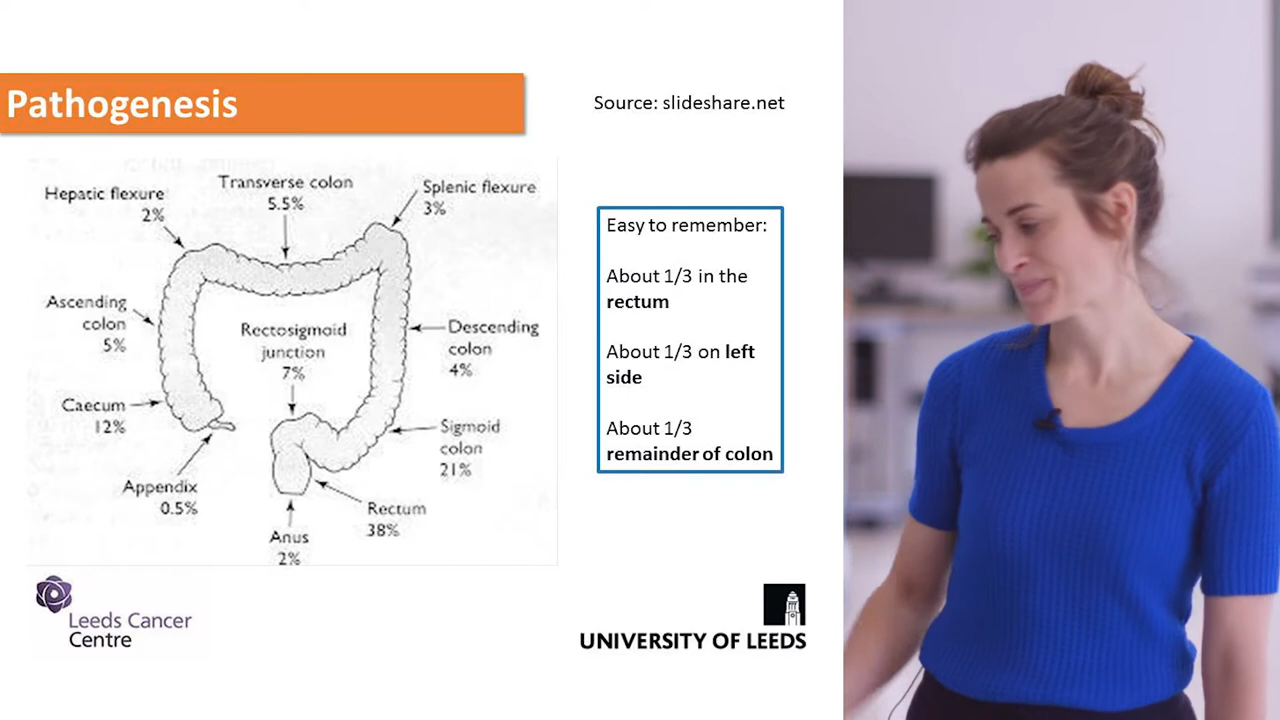 Pathogenesis
Source: slideshare.net
Hepatic flexure
2%
Transverse colon
5.5%
Splenic flexure
3%
Ascending
colon
5%
Rectosigmoid
junction
7%
Descending
colon
4%
Caecum
12%
Sigmoid
colon
21%
Appendix
0.5%
Rectum
38%
Anus
2%
Easy to remember:
About 1/3 in the
rectum
About 1/3 on left
side
About 1/3
remainder of colon
Leeds Cancer
Centre
UNIVERSITY OF LEEDS